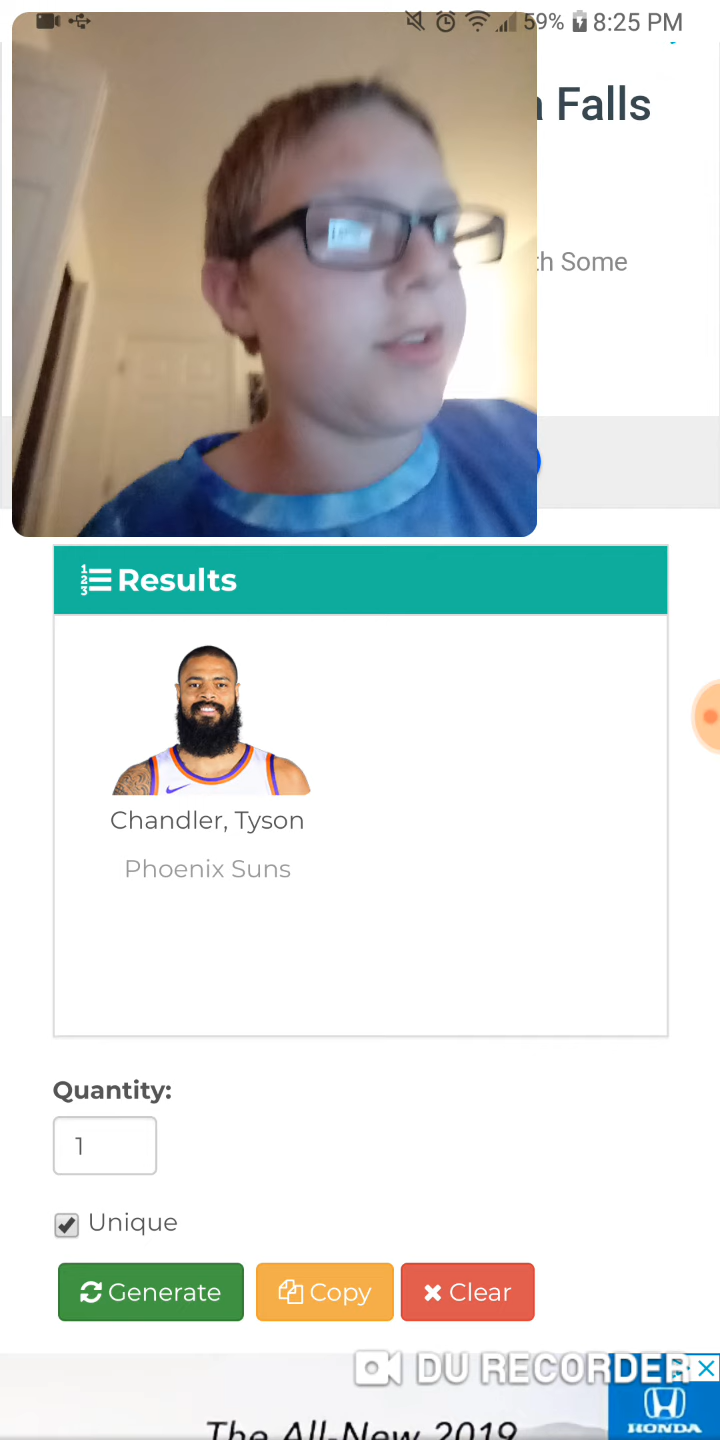 59% 8:25 PM
Falls
Some
Results
Chandler, Tyson
Phoenix Suns
Quantity:
1
Unique
Generate Copy Clear
DU RECORDER
The All-New 2019
HONDA